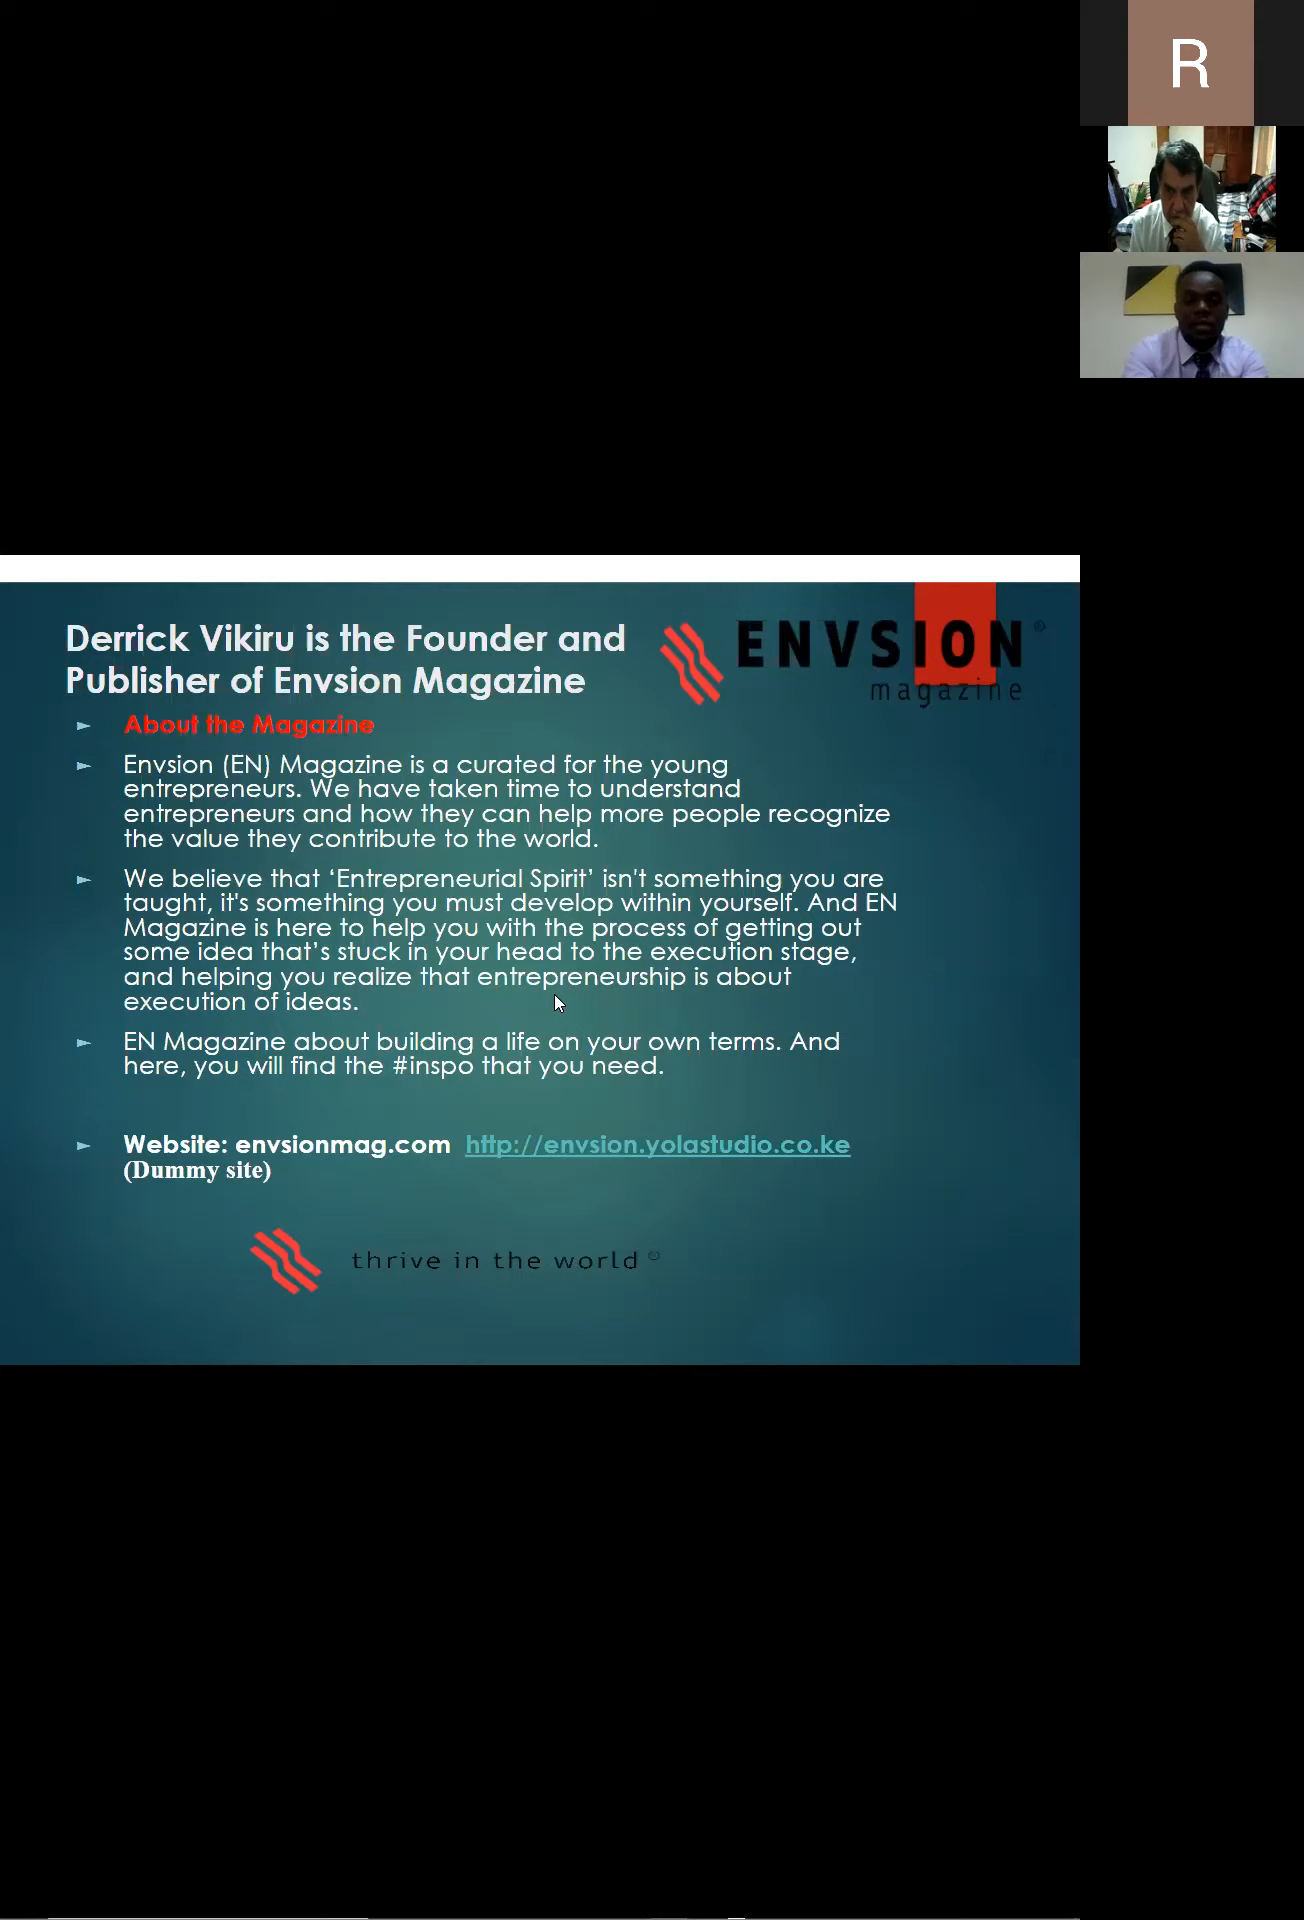 R
Derrick Vikiru is the Founder and
Publisher of Envsion Magazine
ENVSION®
magazine
► About the Magazine
► Envsion (EN) Magazine is a curated for the young
entrepreneurs. We have taken time to understand
entrepreneurs and how they can help more people recognize
the value they contribute to the world.
► We believe that ‘Entrepreneurial Spirit’ isn't something you are
taught, it's something you must develop within yourself. And EN
Magazine is here to help you with the process of getting out
some idea that’s stuck in your head to the execution stage,
and helping you realize that entrepreneurship is about
execution of ideas.
► EN Magazine about building a life on your own terms. And
here, you will find the #inspo that you need.
► Website: envsionmag.com http://envsion.yolastudio.co.ke
(Dummy site)
thrive in the world ®